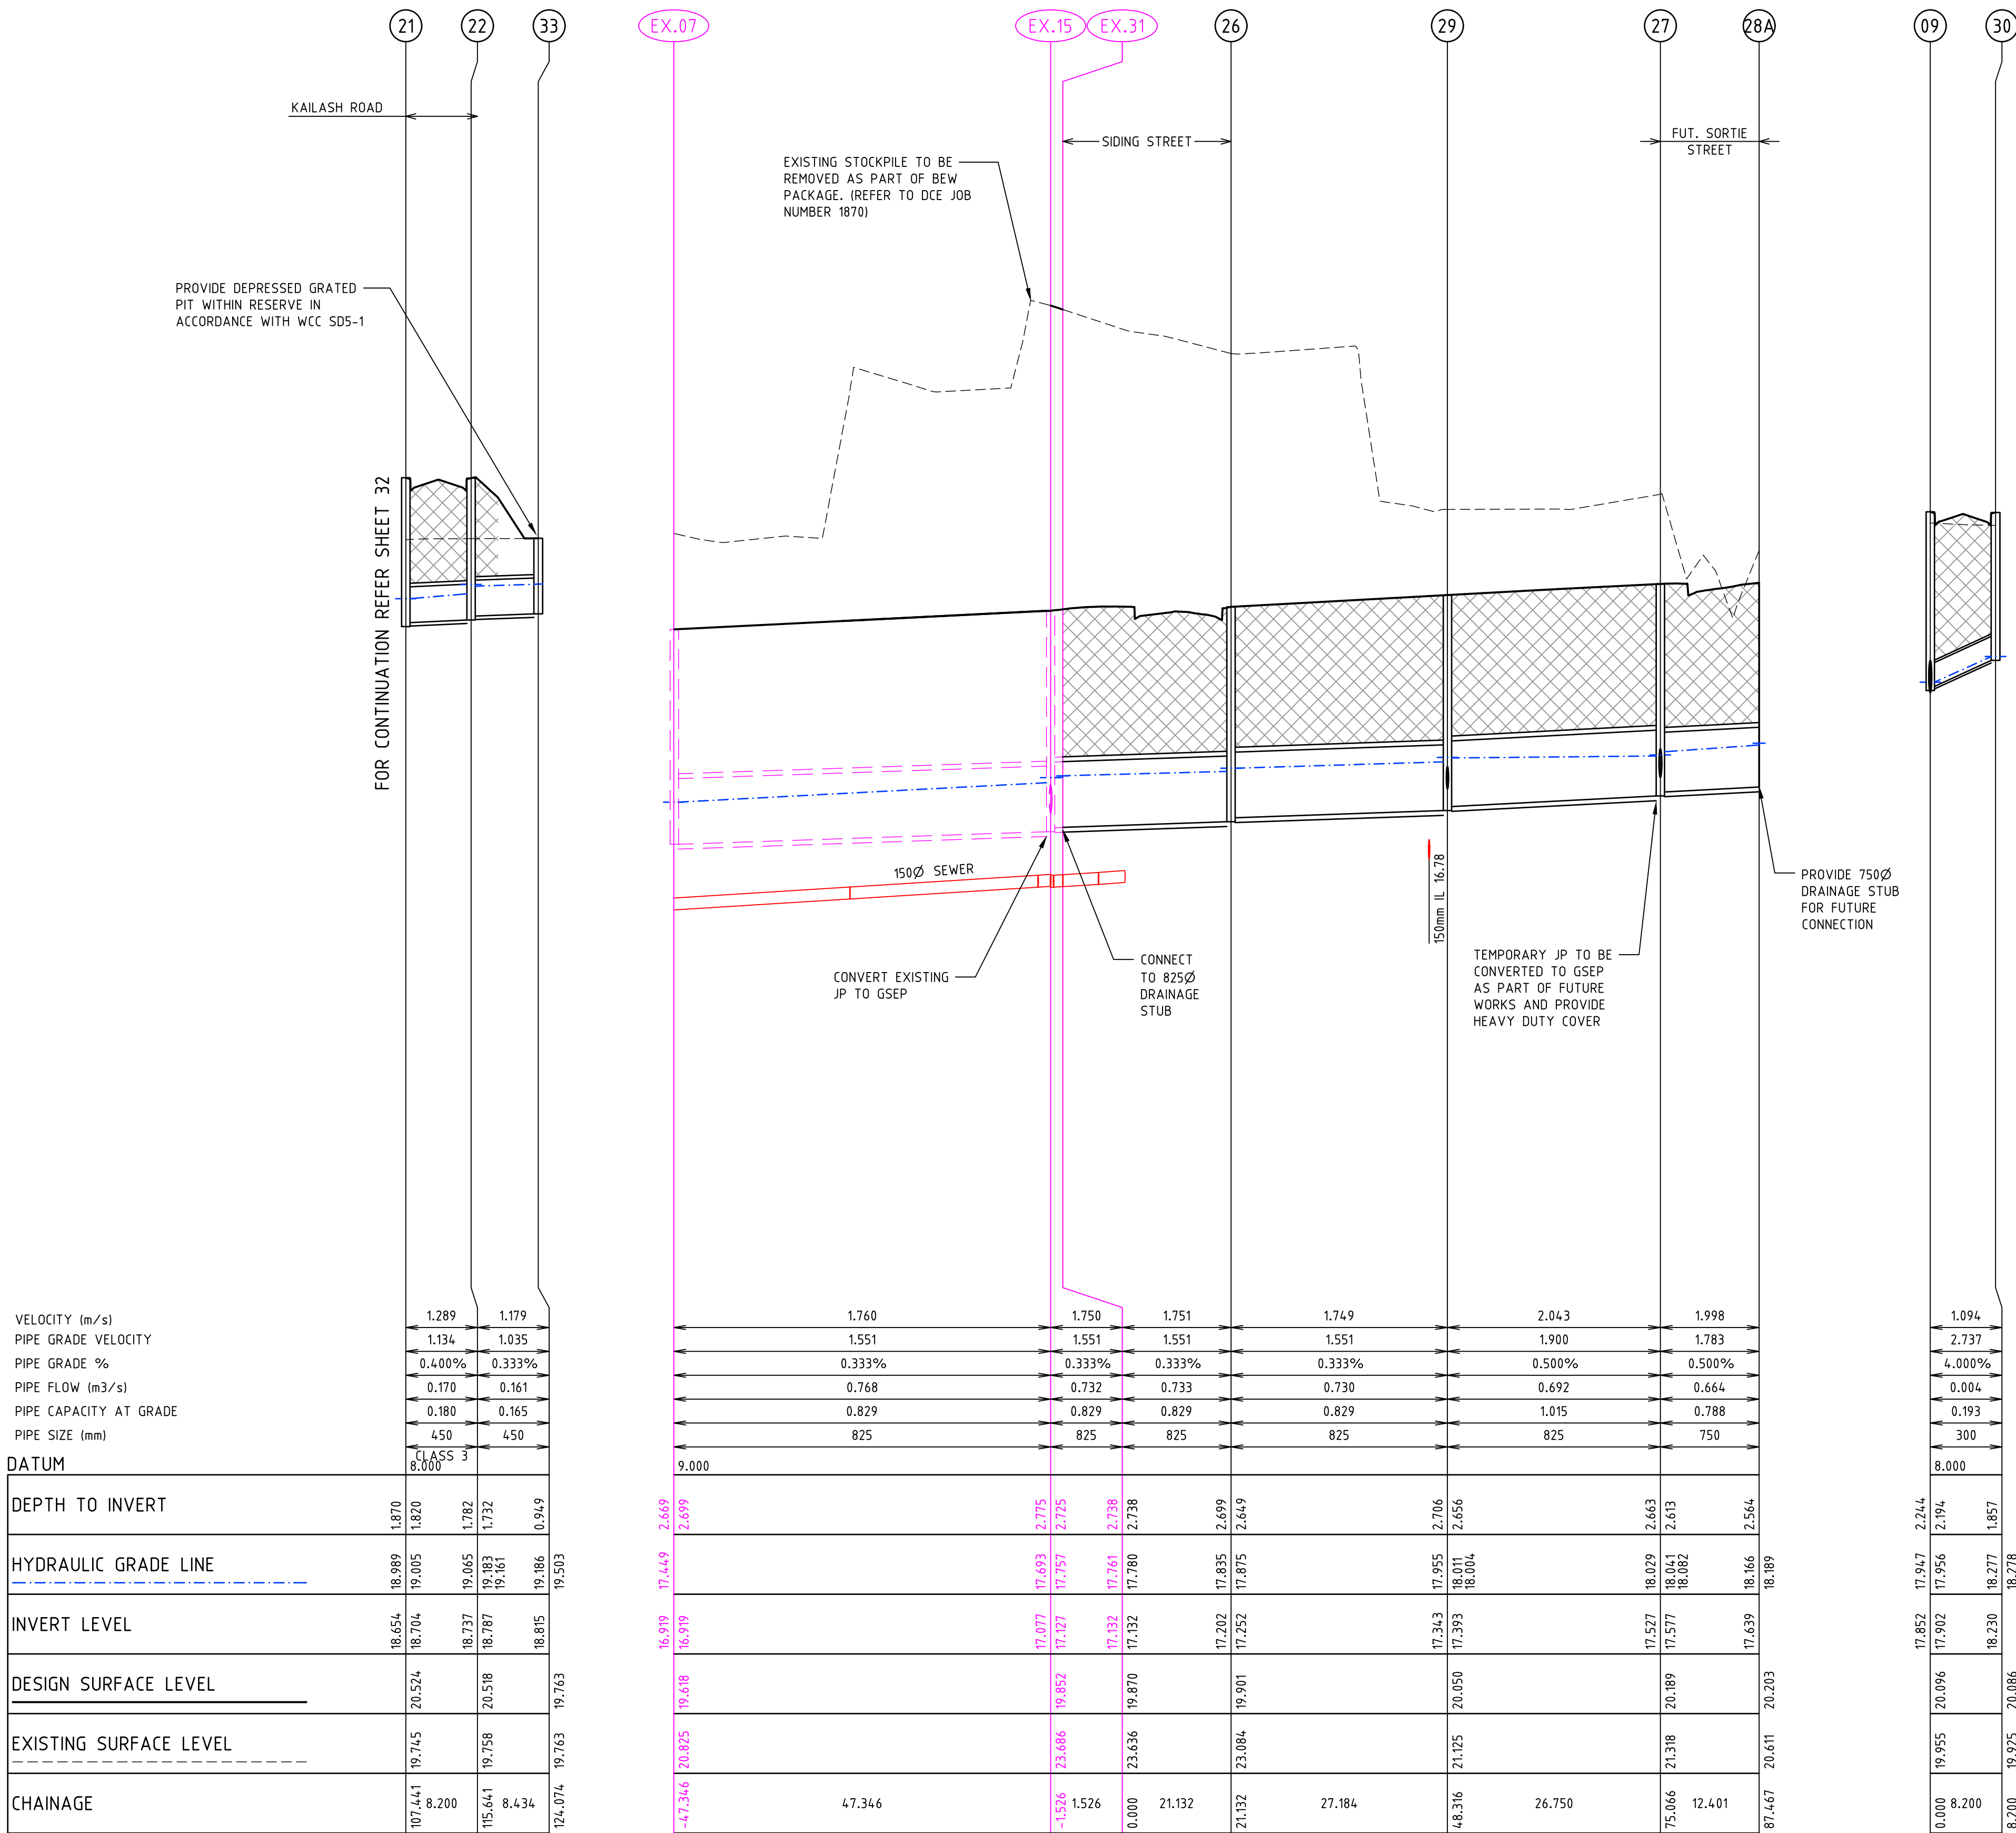 21 22 33 EX.07 EX.15 EX.31 26 29 27 28A 09 30
KAILASH ROAD
SIDING STREET
FUT. SORTIE
STREET
EXISTING STOCKPILE TO BE
REMOVED AS PART OF BEW
PACKAGE. (REFER TO DCE JOB
NUMBER 1870)
PROVIDE DEPRESSED GRATED
PIT WITHIN RESERVE IN
ACCORDANCE WITH WCC SD5-1
FOR CONTINUATION REFER SHEET 32
150Ø SEWER
150mm IL 16.78
CONVERT EXISTING
JP TO GSEP
CONNECT
TO 825Ø
DRAINAGE
STUB
TEMPORARY JP TO BE
CONVERTED TO GSEP
AS PART OF FUTURE
WORKS AND PROVIDE
HEAVY DUTY COVER
PROVIDE 750Ø
DRAINAGE STUB
FOR FUTURE
CONNECTION
VELOCITY (m/s) 1.289 1.179 1.760 1.750 1.751 1.749 2.043 1.998 1.094
PIPE GRADE VELOCITY 1.134 1.035 1.551 1.551 1.551 1.551 1.900 1.783 2.737
PIPE GRADE % 0.400% 0.333% 0.333% 0.333% 0.333% 0.333% 0.500% 0.500% 4.000%
PIPE FLOW (m3/s) 0.170 0.161 0.768 0.732 0.733 0.730 0.692 0.664 0.004
PIPE CAPACITY AT GRADE 0.180 0.165 0.829 0.829 0.829 0.829 1.015 0.788 0.193
PIPE SIZE (mm) 450 450 825 825 825 825 825 750 300
CLASS 3
DATUM 8.000 9.000 8.000
DEPTH TO INVERT 1.870 1.820 1.782 1.732 0.949 2.669 2.699 2.775 2.725 2.738 2.738 2.699 2.649 2.706 2.656 2.663 2.613 2.564 2.244 2.194 1.857
HYDRAULIC GRADE LINE 18.989 19.005 19.065 19.183 19.161 19.186 19.503 17.449 17.693 17.757 17.761 17.780 17.835 17.875 17.955 18.011 18.004 18.029 18.041 18.082 18.166 18.189 17.947 17.956 18.277 18.278
INVERT LEVEL 18.654 18.704 18.737 18.787 18.815 16.919 16.919 17.077 17.127 17.132 17.132 17.202 17.252 17.343 17.393 17.527 17.577 17.639 17.852 17.902 18.230
DESIGN SURFACE LEVEL 20.524 20.518 19.763 19.618 19.852 19.870 19.901 20.050 20.189 20.203 20.096 20.086
EXISTING SURFACE LEVEL 19.745 19.758 19.763 20.825 23.686 23.636 23.084 21.125 21.318 20.611 19.955 19.925
CHAINAGE 107.441 8.200 115.641 8.434 124.074 -47.346 47.346 -1.526 1.526 0.000 21.132 21.132 27.184 48.316 26.750 75.066 12.401 87.467 0.000 8.200 8.200